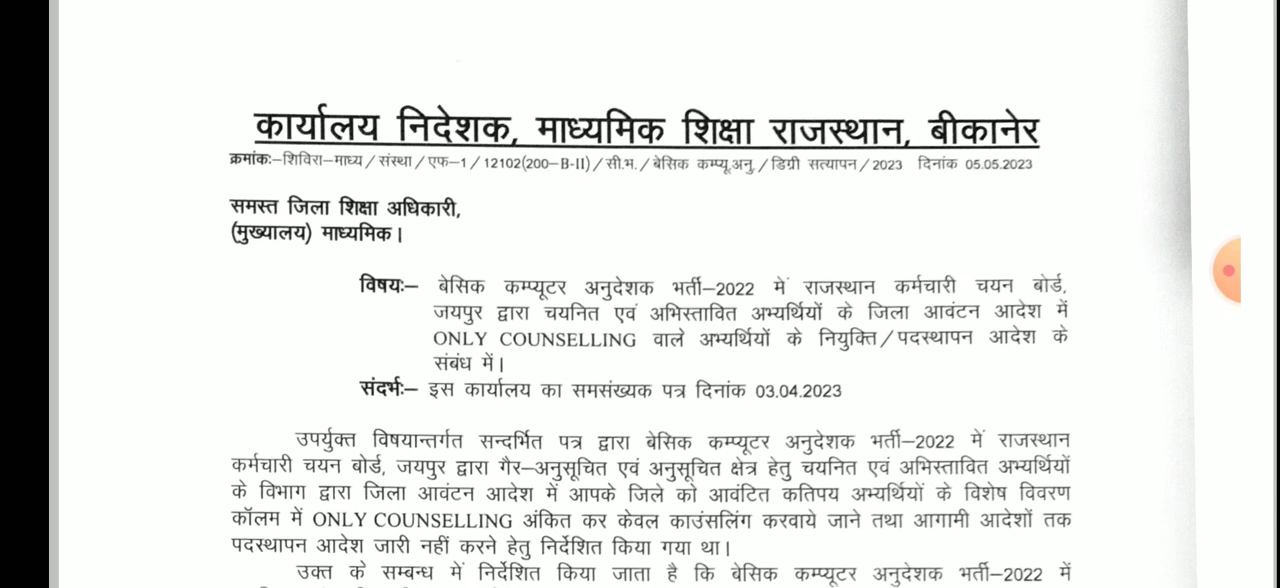 कार्यालय निदेशक, माध्यमिक शिक्षा राजस्थान, बीकानेर
क्रमांकः–शिविरा–माध्य/संस्था/एफ–1/12102(200–B-II)/सी.भ./बेसिक कम्प्यू.अनु./डिग्री सत्यापन/2023 दिनांक 05.05.2023
समस्त जिला शिक्षा अधिकारी,
(मुख्यालय) माध्यमिक।
विषयः– बेसिक कम्प्यूटर अनुदेशक भर्ती–2022 में राजस्थान कर्मचारी चयन बोर्ड,
जयपुर द्वारा चयनित एवं अभिस्तावित अभ्यर्थियों के जिला आवंटन आदेश में
ONLY COUNSELLING वाले अभ्यर्थियों के नियुक्ति/पदस्थापन आदेश के
संबंध में।
संदर्भः– इस कार्यालय का समसंख्यक पत्र दिनांक 03.04.2023
उपर्युक्त विषयान्तर्गत सन्दर्भित पत्र द्वारा बेसिक कम्प्यूटर अनुदेशक भर्ती–2022 में राजस्थान
कर्मचारी चयन बोर्ड, जयपुर द्वारा गैर–अनुसूचित एवं अनुसूचित क्षेत्र हेतु चयनित एवं अभिस्तावित अभ्यर्थियों
के विभाग द्वारा जिला आवंटन आदेश में आपके जिले को आवंटित कतिपय अभ्यर्थियों के विशेष विवरण
कॉलम में ONLY COUNSELLING अंकित कर केवल काउंसलिंग करवाये जाने तथा आगामी आदेशों तक
पदस्थापन आदेश जारी नहीं करने हेतु निर्देशित किया गया था।
उक्त के सम्बन्ध में निर्देशित किया जाता है कि बेसिक कम्प्यूटर अनुदेशक भर्ती–2022 में